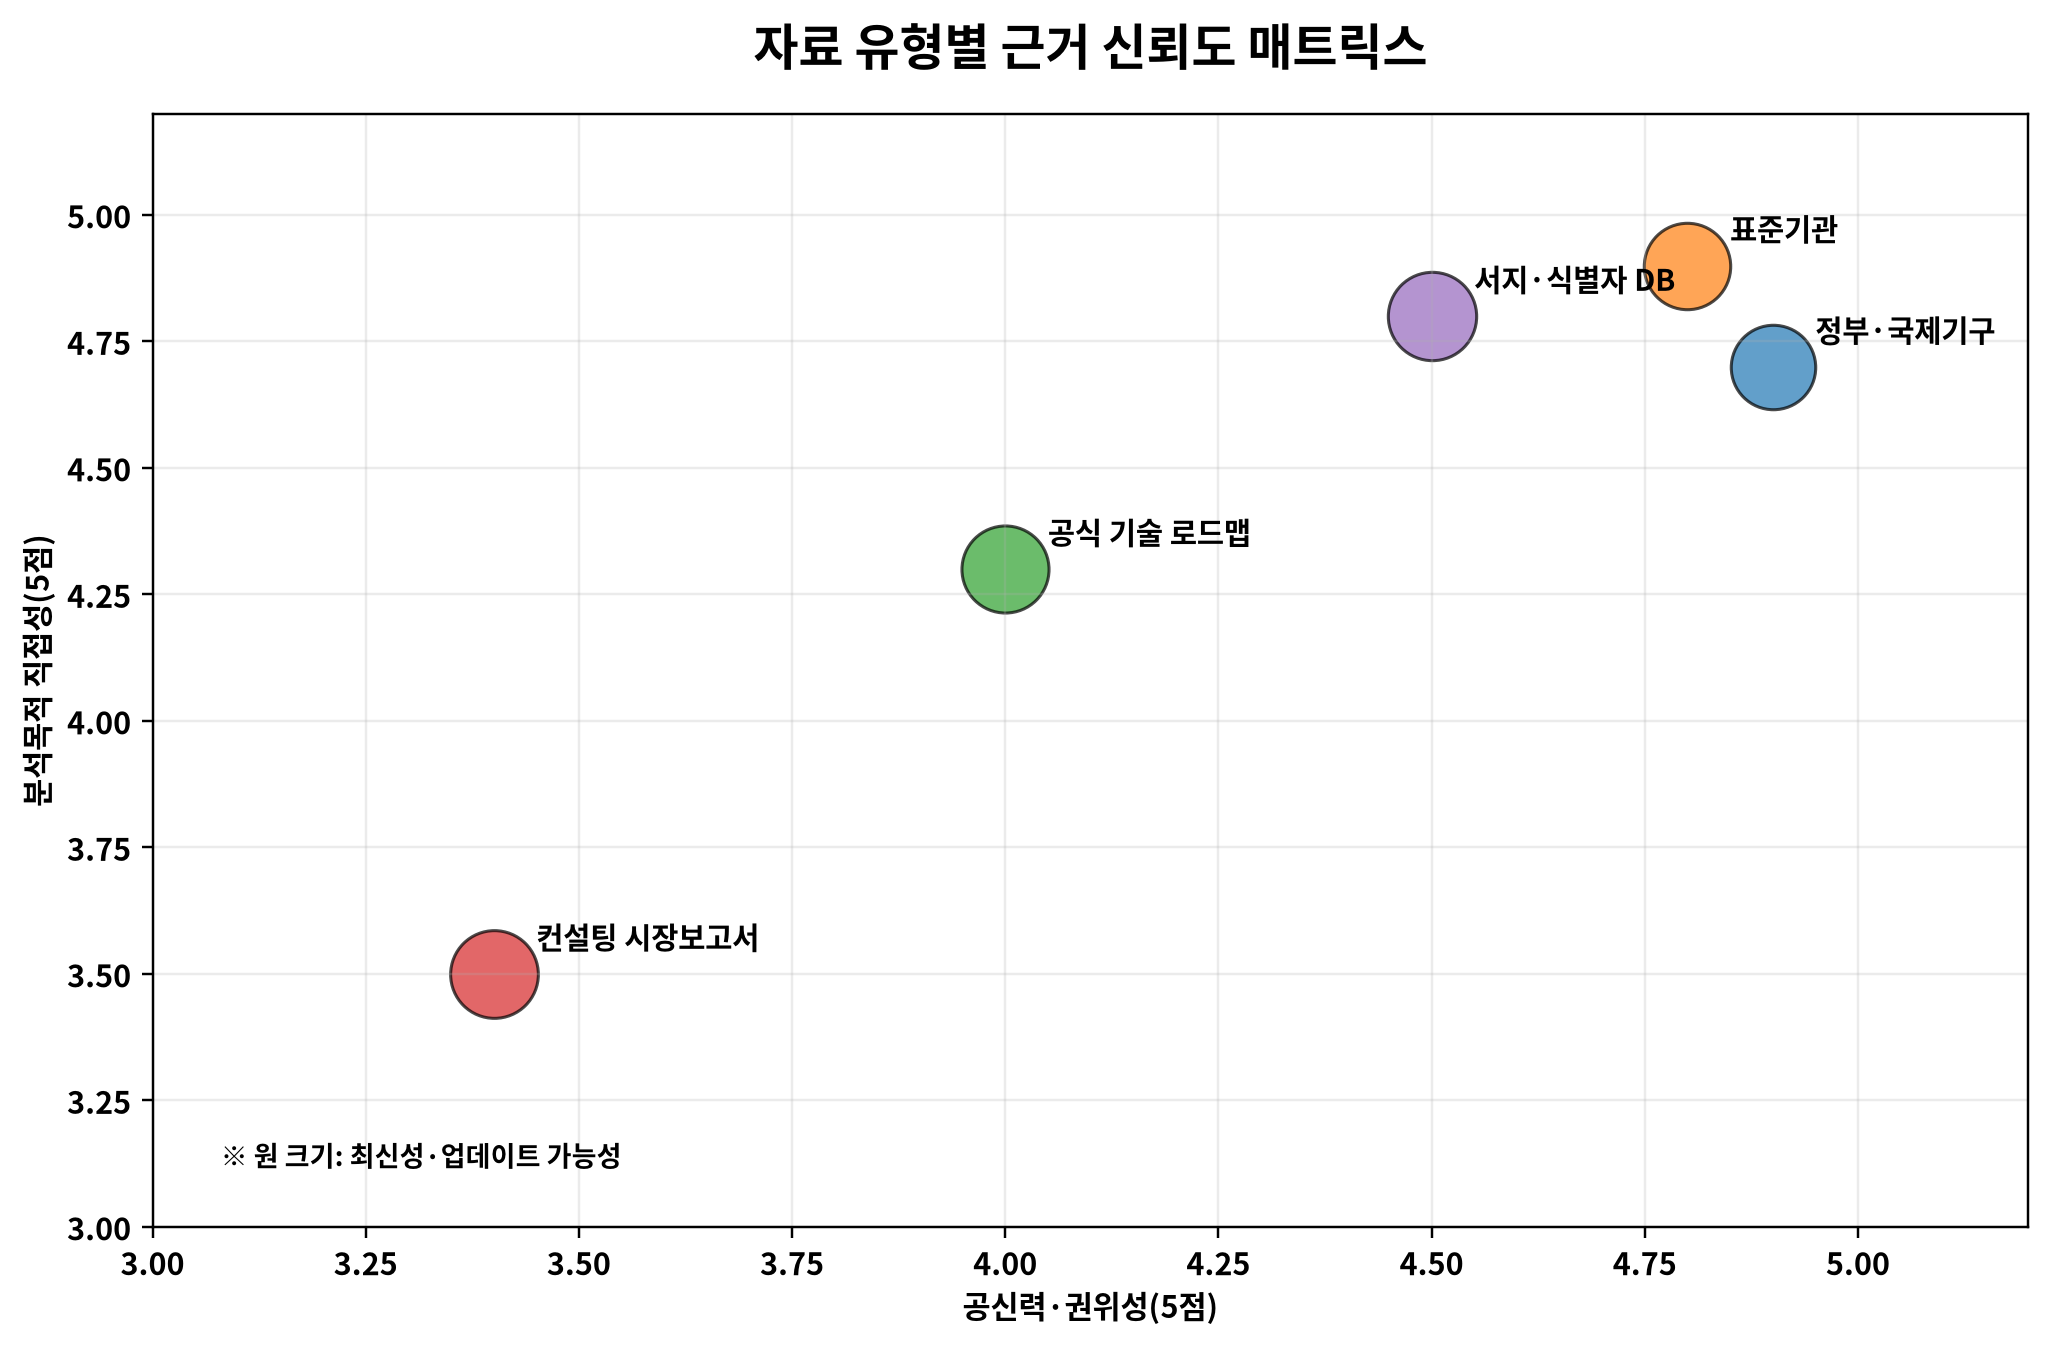 자료 유형별 근거 신뢰도 매트릭스
분석목적 직접성(5점)
5.00
4.75
4.50
4.25
4.00
3.75
3.50
3.25
3.00
표준기관
서지·식별자 DB
정부·국제기구
공식 기술 로드맵
컨설팅 시장보고서
※ 원 크기: 최신성·업데이트 가능성
3.00 3.25 3.50 3.75 4.00 4.25 4.50 4.75 5.00
공신력·권위성(5점)